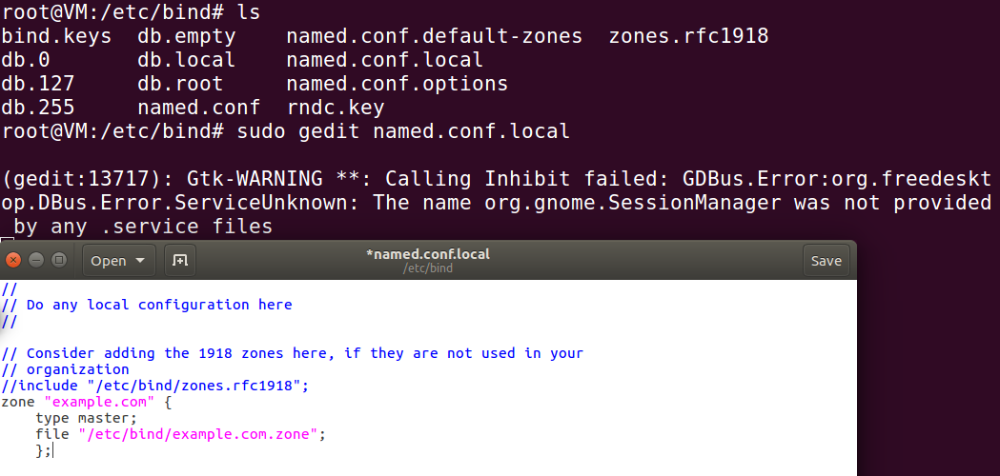 root@VM:/etc/bind# ls
bind.keys  db.empty    named.conf.default-zones  zones.rfc1918
db.0       db.local    named.conf.local
db.127     db.root     named.conf.options
db.255     named.conf  rndc.key
root@VM:/etc/bind# sudo gedit named.conf.local

(gedit:13717): Gtk-WARNING **: Calling Inhibit failed: GDBus.Error:org.freedeskt
op.DBus.Error.ServiceUnknown: The name org.gnome.SessionManager was not provided
 by any .service files
Open *named.conf.local Save
/etc/bind
//
// Do any local configuration here
//

// Consider adding the 1918 zones here, if they are not used in your
// organization
//include "/etc/bind/zones.rfc1918";
zone "example.com" {
    type master;
    file "/etc/bind/example.com.zone";
    };